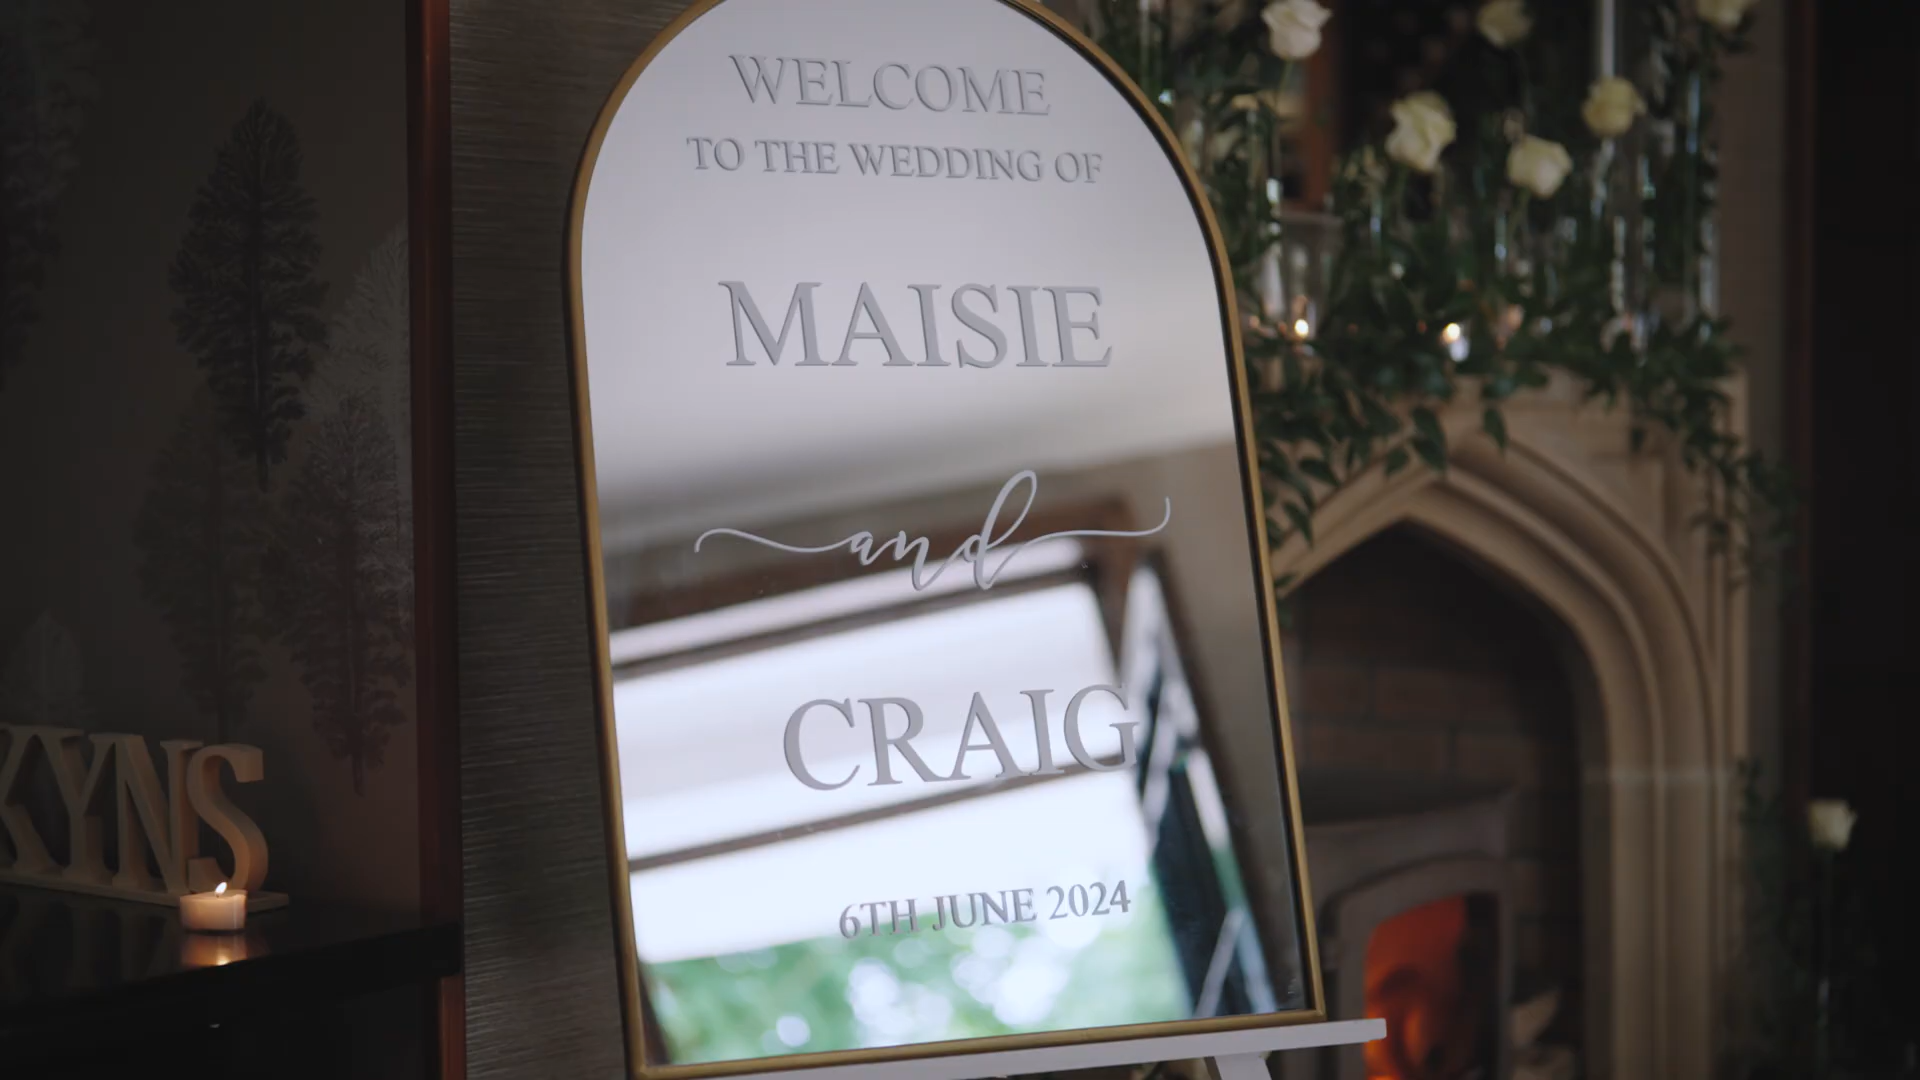 WELCOME
TO THE WEDDING OF
MAISIE
and
CRAIG
6TH JUNE 2024
KYNS